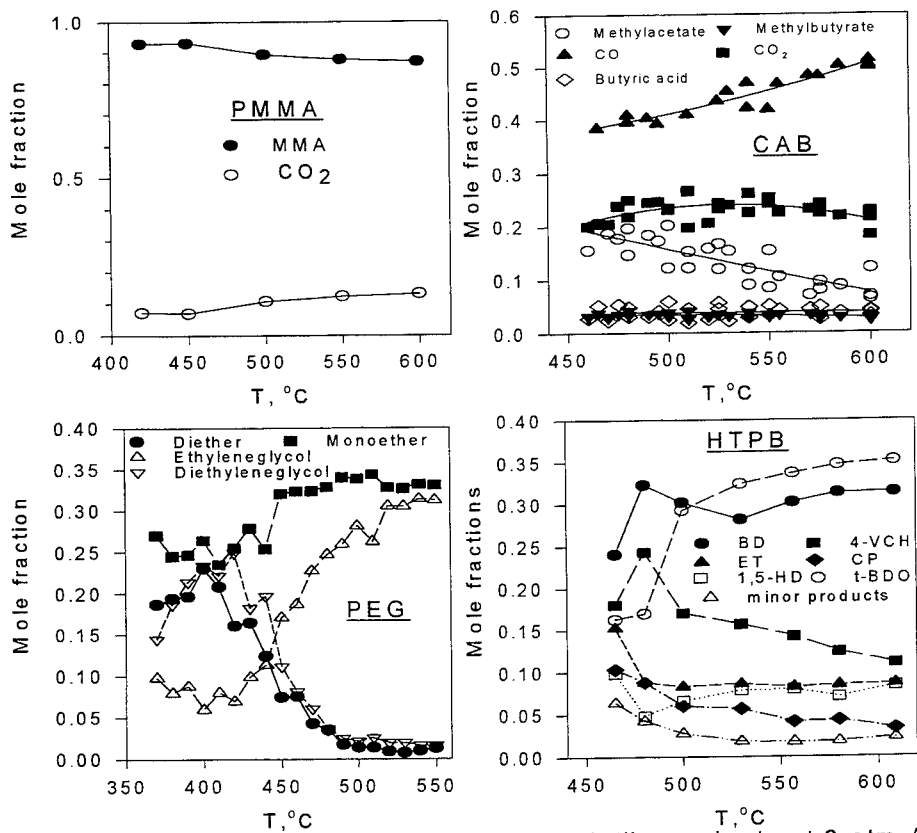 1.0
0.5
0.0
Mole fraction
PMMA
MMA
CO2
400 450 500 550 600
T, °C
Methylacetate Methylbutyrate
CO CO2
Butyric acid
0.6
0.5
0.4
0.3
0.2
0.1
0.0
Mole fraction
CAB
450 500 550 600
T, °C
0.40
0.35
0.30
0.25
0.20
0.15
0.10
0.05
0.00
Mole fraction
Diether Monoether
Ethyleneglycol
Diethyleneglycol
PEG
350 400 450 500 550
T, °C
0.40
0.35
0.30
0.25
0.20
0.15
0.10
0.05
0.00
Mole fractions
HTPB
BD 4-VCH
ET CP
1,5-HD t-BDO
minor products
450 500 550 600
T, °C